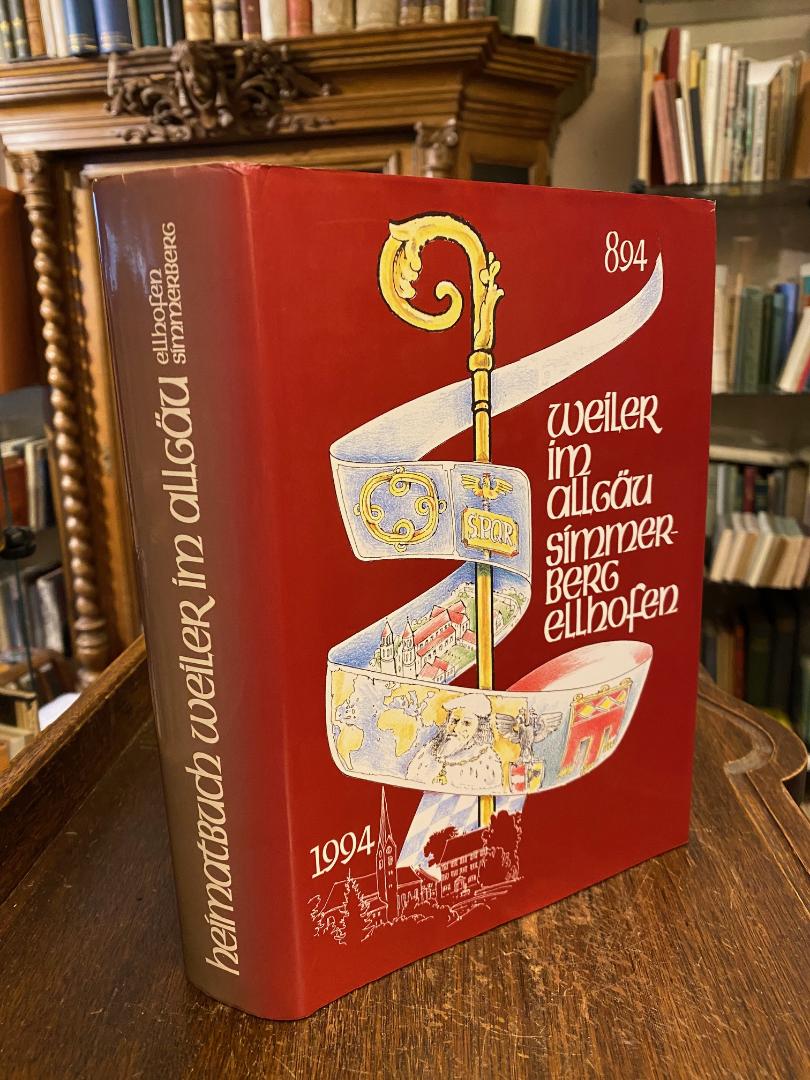 heimatbuch weiler im allgäu
ellhofen
simmerberg
894
weiler
im
allgäu
simmer-
berg
ellhofen
S.P.Q.R
1994